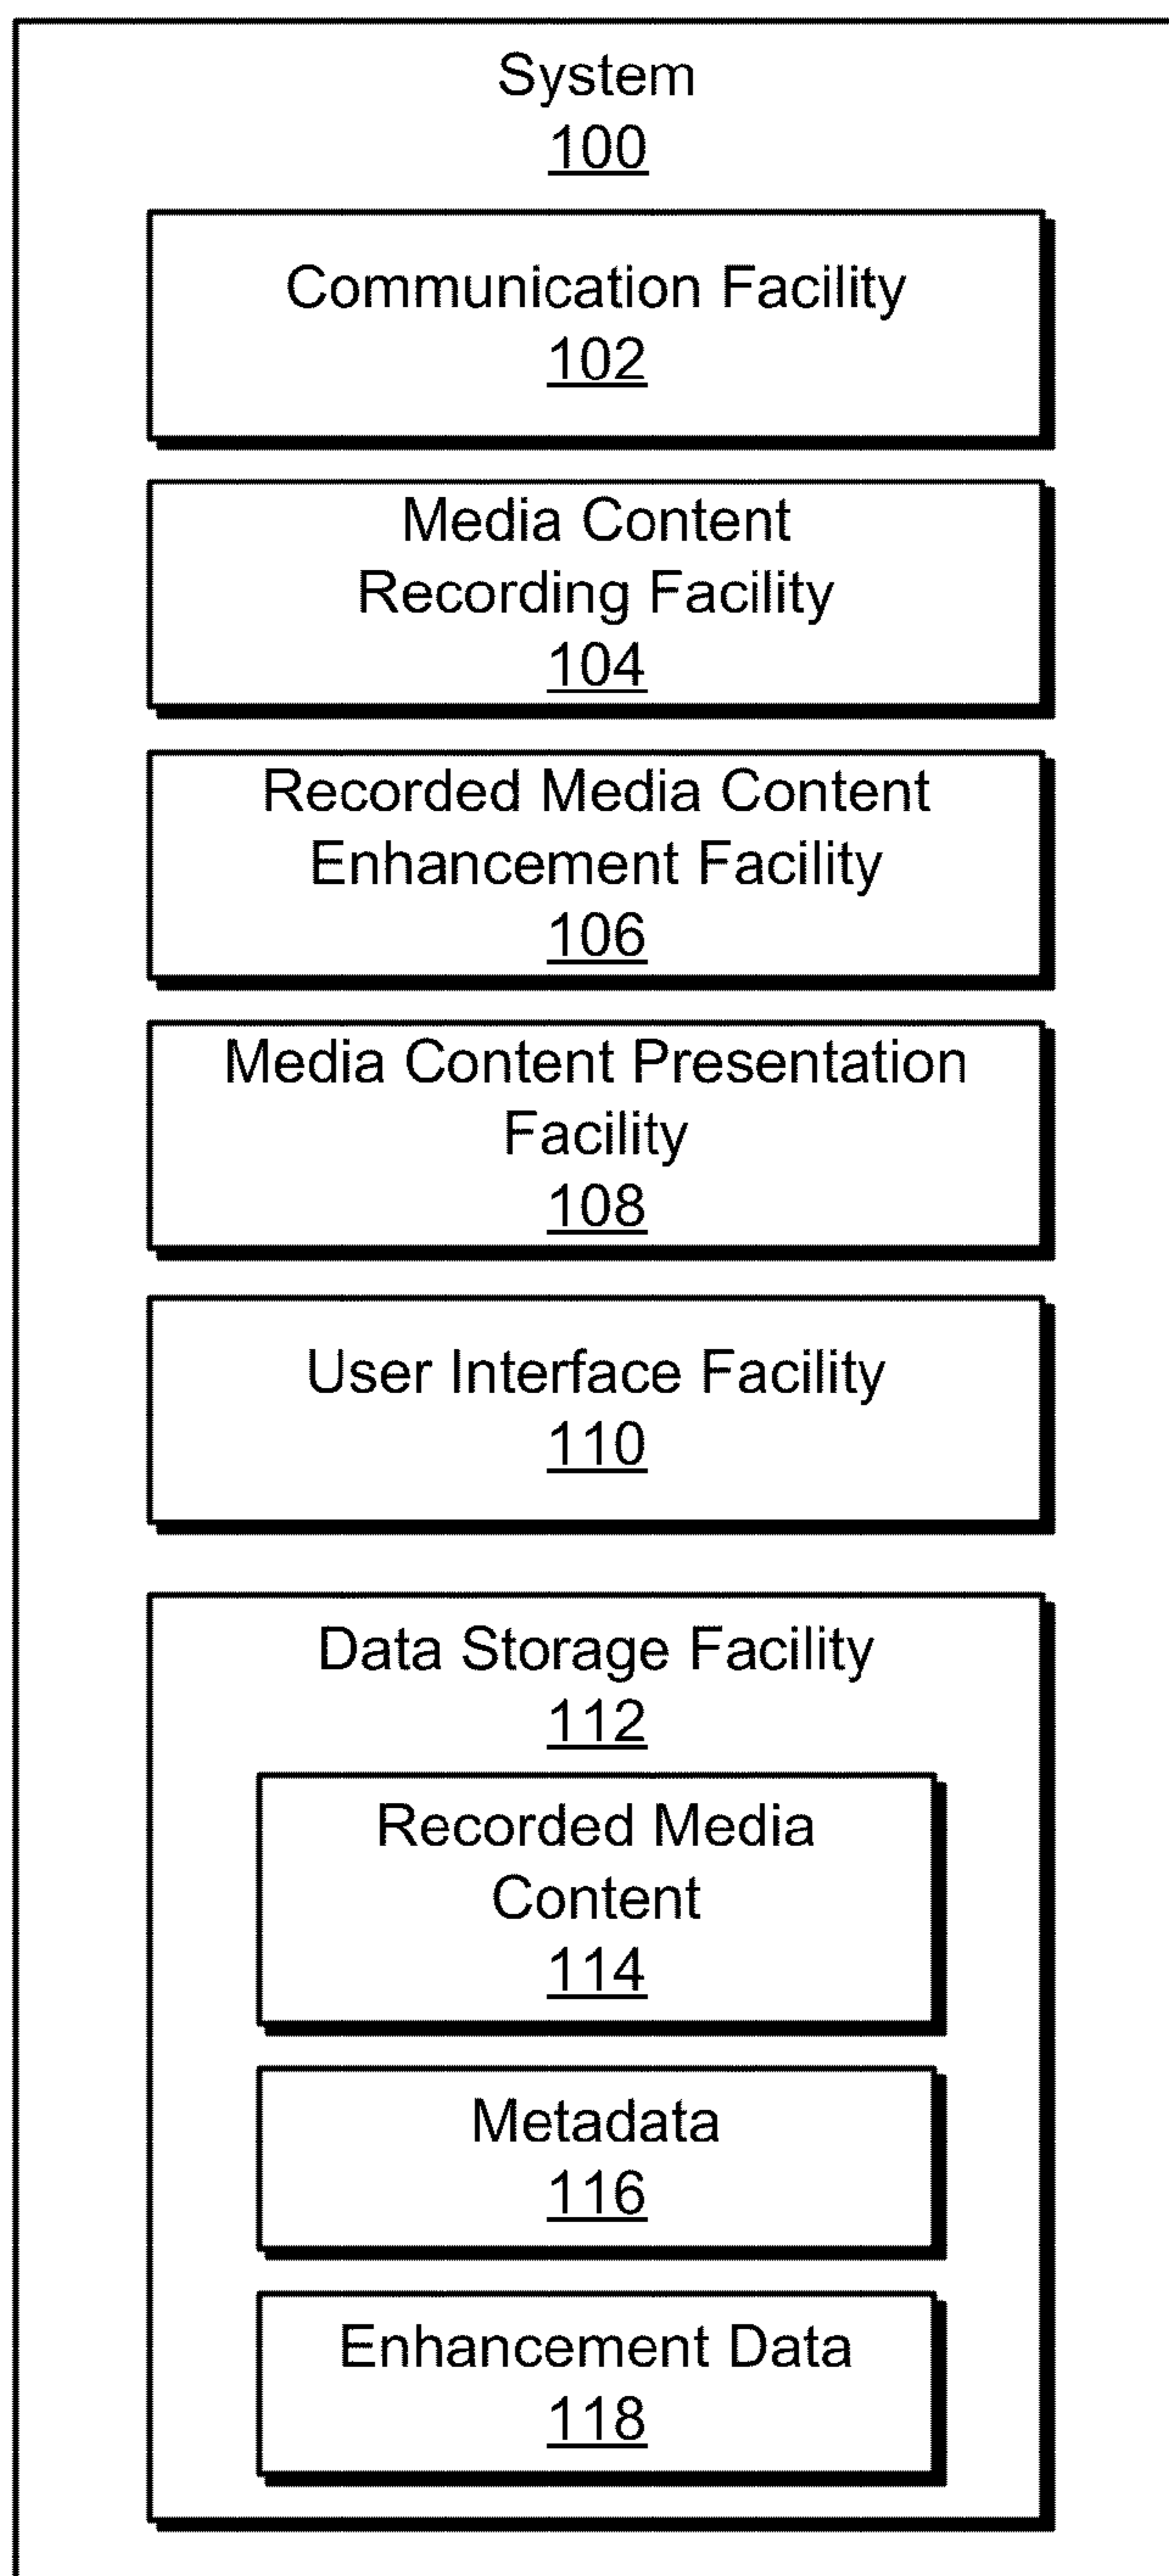 System
100
Communication Facility
102
Media Content
Recording Facility
104
Recorded Media Content
Enhancement Facility
106
Media Content Presentation
Facility
108
User Interface Facility
110
Data Storage Facility
112
Recorded Media
Content
114
Metadata
116
Enhancement Data
118